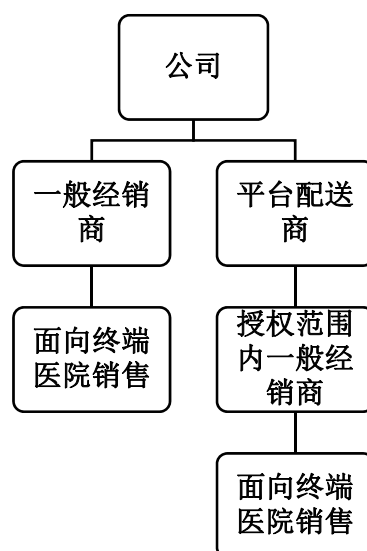 公司
一般经销
商
平台配送
商
面向终端
医院销售
授权范围
内一般经
销商
面向终端
医院销售